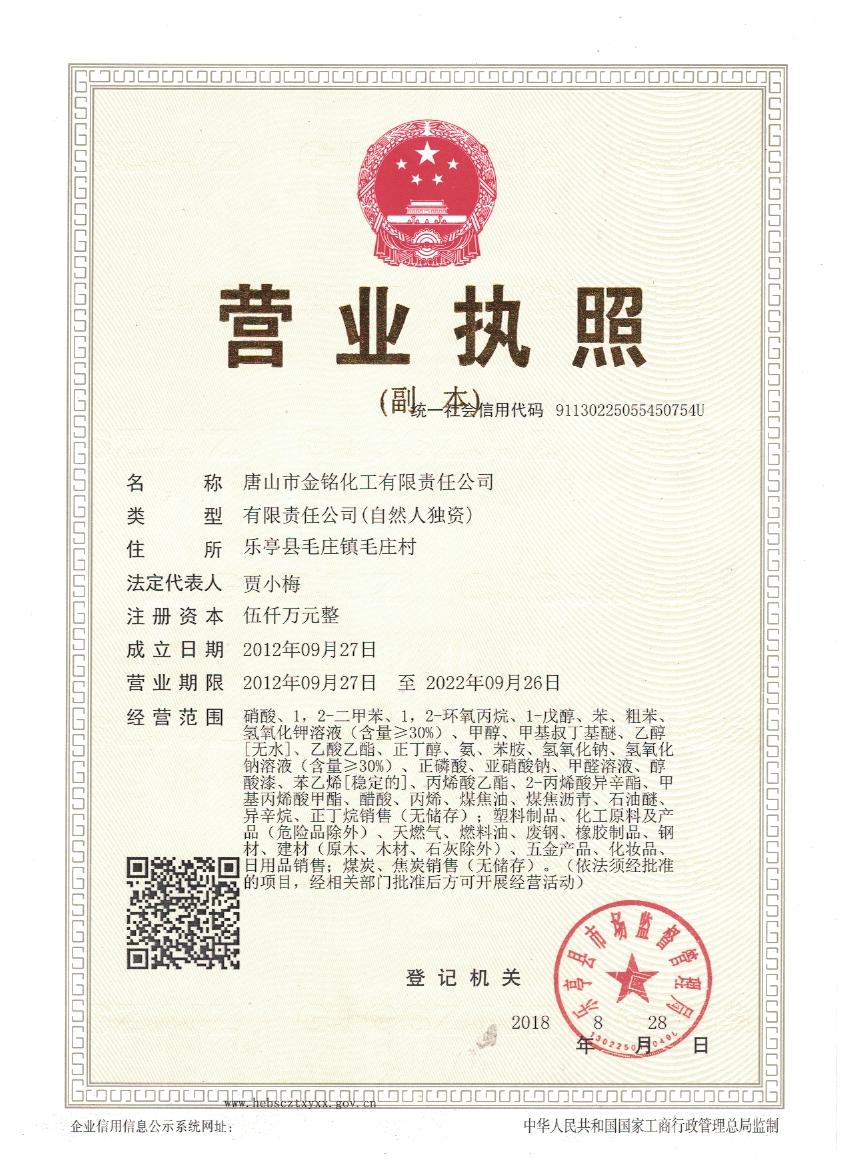 营业执照
(副 本)
统一社会信用代码 91130225055450754U
名 称 唐山市金铭化工有限责任公司
类 型 有限责任公司(自然人独资)
住 所 乐亭县毛庄镇毛庄村
法定代表人 贾小梅
注册资本 伍仟万元整
成立日期 2012年09月27日
营业期限 2012年09月27日 至 2022年09月26日
经营范围 硝酸、1，2-二甲苯、1，2-环氧丙烷、1-戊醇、苯、粗苯、
氢氧化钾溶液（含量≥30%）、甲醇、甲基叔丁基醚、乙醇
[无水]、乙酸乙酯、正丁醇、氨、苯胺、氢氧化钠、氢氧化
钠溶液（含量≥30%）、正磷酸、亚硝酸钠、甲醛溶液、醇
酸漆、苯乙烯[稳定的]、丙烯酸乙酯、2-丙烯酸异辛酯、甲
基丙烯酸甲酯、醋酸、丙烯、煤焦油、煤焦沥青、石油醚、
异辛烷、正丁烷销售（无储存）；塑料制品、化工原料及产
品（危险品除外）、天燃气、燃料油、废钢、橡胶制品、钢
材、建材（原木、木材、石灰除外）、五金产品、化妆品、
日用品销售；煤炭、焦炭销售（无储存）。（依法须经批准
的项目，经相关部门批准后方可开展经营活动）
登记机关
乐亭县市场监督管理局
2018 8 28
年 月 日
www.hebscztxyxx.gov.cn
企业信用信息公示系统网址：
中华人民共和国国家工商行政管理总局监制